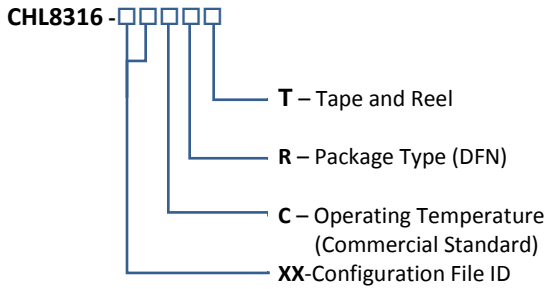 CHL8316 -□□□□□
T – Tape and Reel
R – Package Type (DFN)
C – Operating Temperature
(Commercial Standard)
XX-Configuration File ID